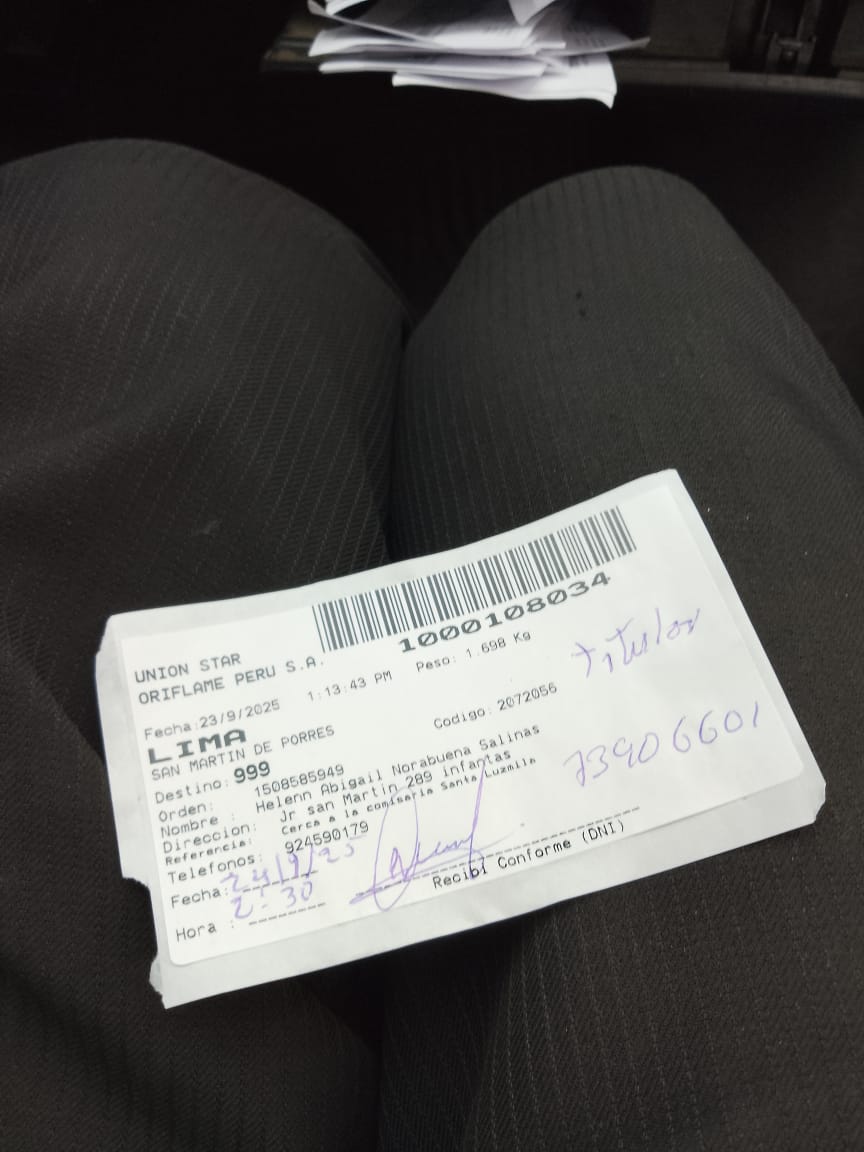 1000108034
UNION STAR
ORIFLAME PERU S.A.
Fecha:23/9/2025 1:13:43 PM Peso: 1.698 Kg
LIMA
SAN MARTIN DE PORRES
Destino: 999 Codigo: 2072056
Orden: 1508585949
Nombre : Helenn Abigail Norabuena Salinas
Direccion: Jr san Martin 289 infantas
Referencia: Cerca a la comisaria Santa Luzmila
Telefonos: 924590179
Fecha: 24/9/25
Hora : 2:30
Recibi Conforme (DNI)
titular
73906601